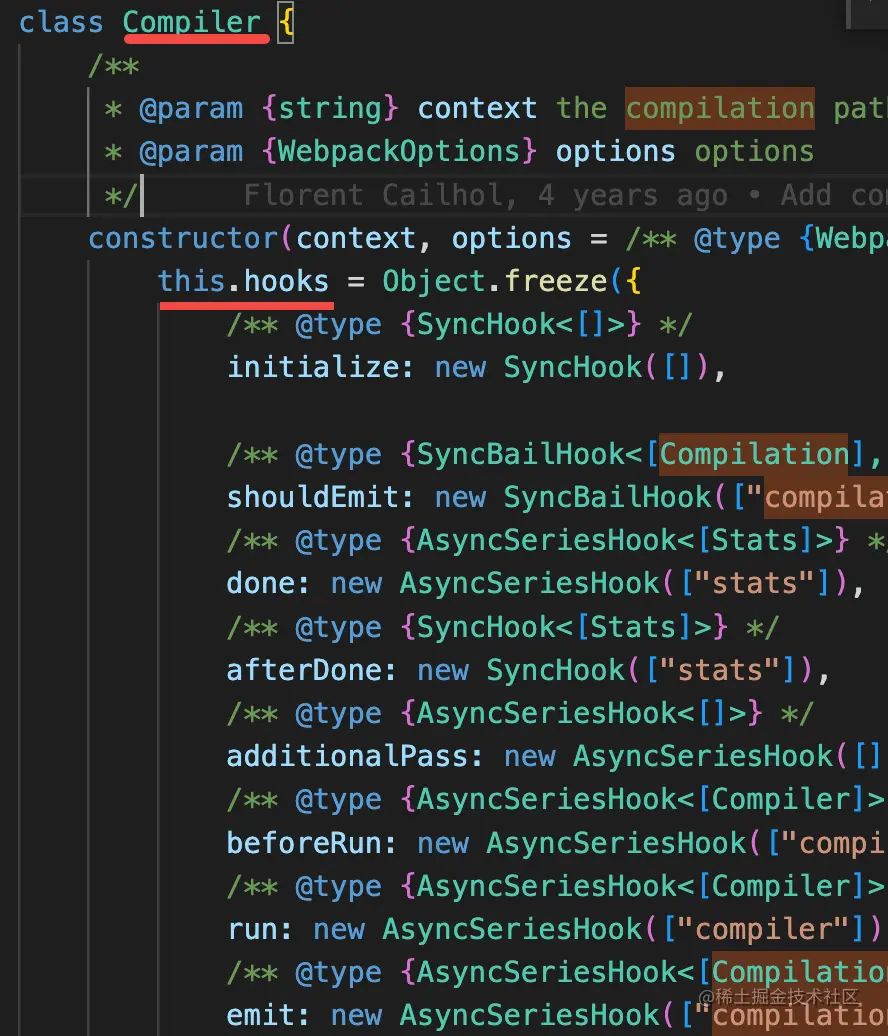 class Compiler {
/**
* @param {string} context the compilation pat
* @param {WebpackOptions} options options
*/ Florent Cailhol, 4 years ago • Add co
constructor(context, options = /** @type {Webp
this.hooks = Object.freeze({
/** @type {SyncHook<[]>} */
initialize: new SyncHook([]),
/** @type {SyncBailHook<[Compilation],
shouldEmit: new SyncBailHook(["compila
/** @type {AsyncSeriesHook<[Stats]>} *
done: new AsyncSeriesHook(["stats"]),
/** @type {SyncHook<[Stats]>} */
afterDone: new SyncHook(["stats"]),
/** @type {AsyncSeriesHook<[]>} */
additionalPass: new AsyncSeriesHook([]
/** @type {AsyncSeriesHook<[Compiler]>
beforeRun: new AsyncSeriesHook(["compi
/** @type {AsyncSeriesHook<[Compiler]>
run: new AsyncSeriesHook(["compiler"])
/** @type {AsyncSeriesHook<[Compilatio
@稀土掘金技术社区
emit: new AsyncSeriesHook(["compilatio